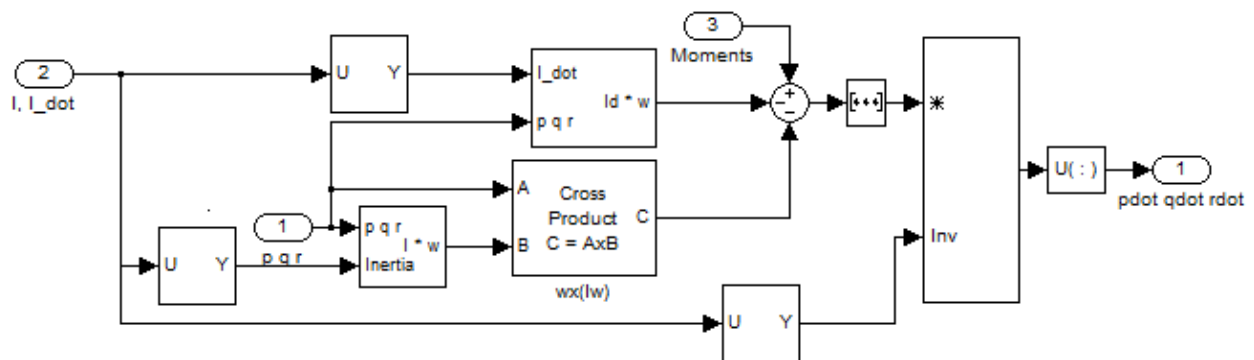 3
Moments
2
I, I_dot
U Y
I_dot
Id * w
p q r
+
−
−
[···]
*
U( : )
1
pdot qdot rdot
A
Cross
Product
C = AxB
C
B
wx(Iw)
1
p q r
p q r
I * w
Inertia
U Y
Inv
U Y